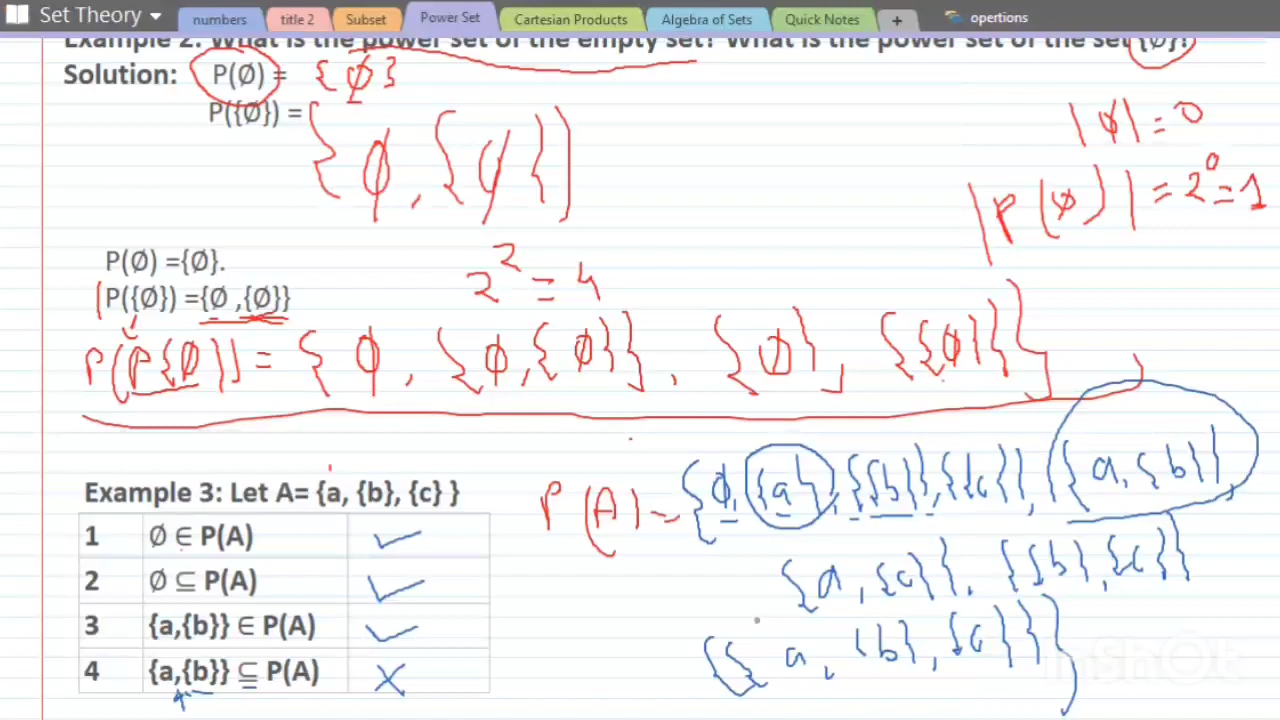 Set Theory
numbers title 2 Subset Power Set Cartesian Products Algebra of Sets Quick Notes + opertions
Example 2: What is the power set of the empty set? What is the power set of the set {∅}?
Solution: P(∅) = {∅}
P({∅}) = {∅, {∅}}
|∅| = 0
|P(∅)| = 2⁰ = 1
P(∅) ={∅}.
2² = 4
P({∅}) ={∅ ,{∅}}
P(P{∅}) = { ∅, {∅,{∅}}, {∅}, {{∅}}}
Example 3: Let A= {a, {b}, {c} }
P(A) = {∅, {a}, {{b}}, {{c}}, {a, {b}},
{a, {c}}, {{b}, {c}}
{{a, {b}, {c}}}
1 ∅ ∈ P(A) ✓
2 ∅ ⊆ P(A) ✓
3 {a,{b}} ∈ P(A) ✓
4 {a,{b}} ⊆ P(A) X
InShOt